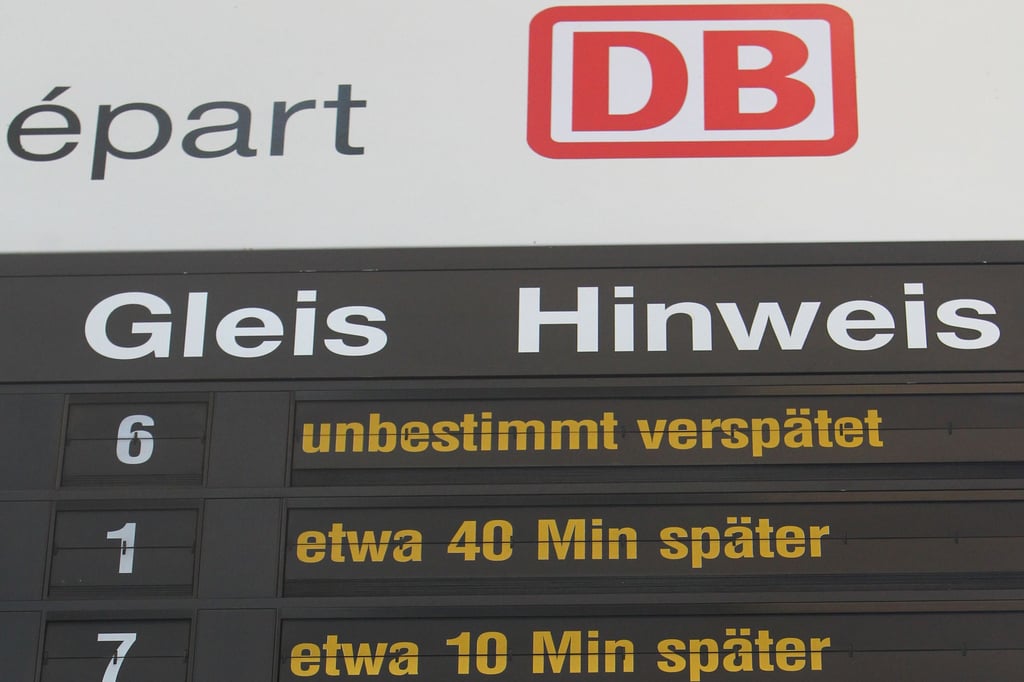 épart DB
Gleis Hinweis
6 unbestimmt verspätet
1 etwa 40 Min später
7 etwa 10 Min später